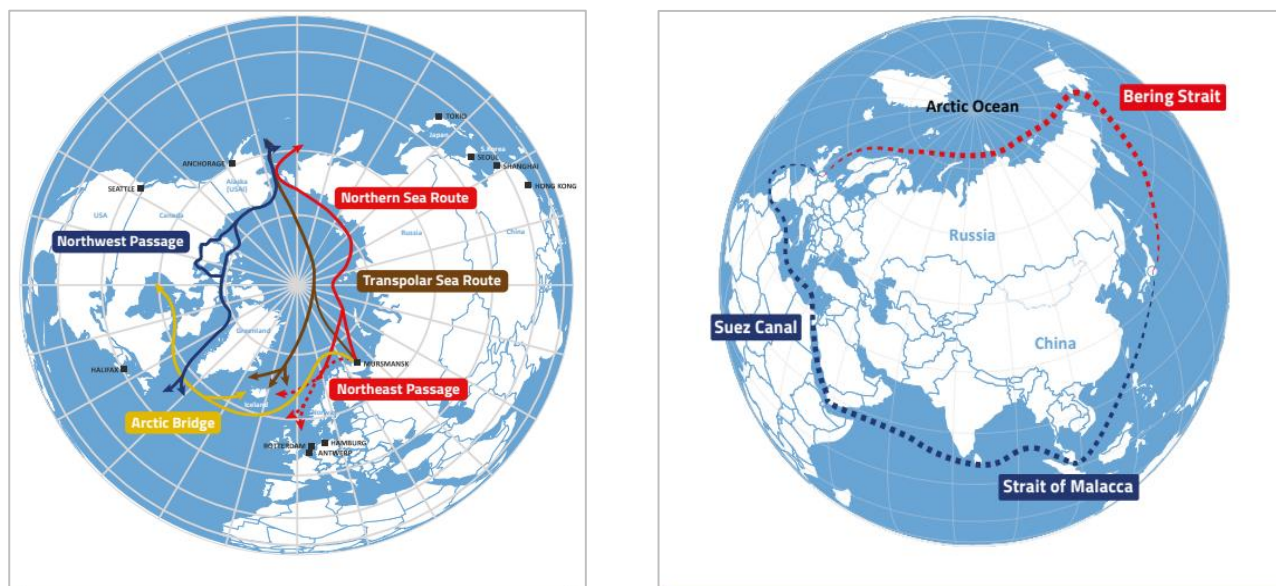 TOKIO
Japan
S.Korea
SEOUL
SHANGHAI
HONG KONG
ANCHORAGE
Alaska
(USA)
SEATTLE
USA
Canada
Northern Sea Route
Russia
China
Northwest Passage
Transpolar Sea Route
Greenland
MURSMANSK
HALIFAX
Northeast Passage
Iceland
Arctic Bridge
ROTTERDAM
HAMBURG
ANTWERP
Arctic Ocean
Bering Strait
Russia
Suez Canal
China
Strait of Malacca